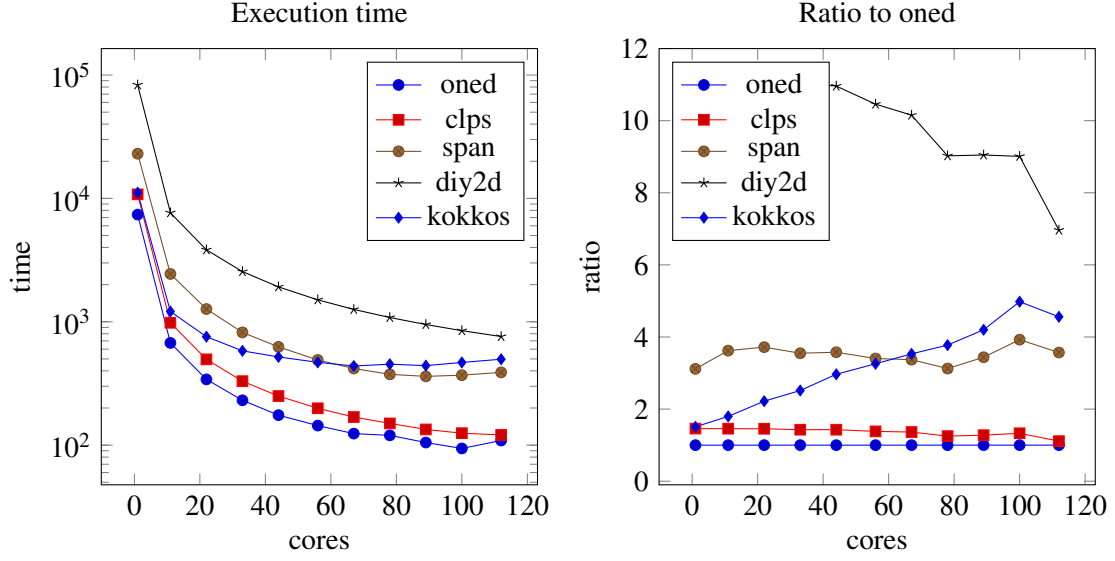 Execution time
10^5
10^4
10^3
10^2
time
0
20
40
60
80
100
120
cores
oned
clps
span
diy2d
kokkos
Ratio to oned
12
10
8
6
4
2
0
ratio
0
20
40
60
80
100
120
cores
oned
clps
span
diy2d
kokkos